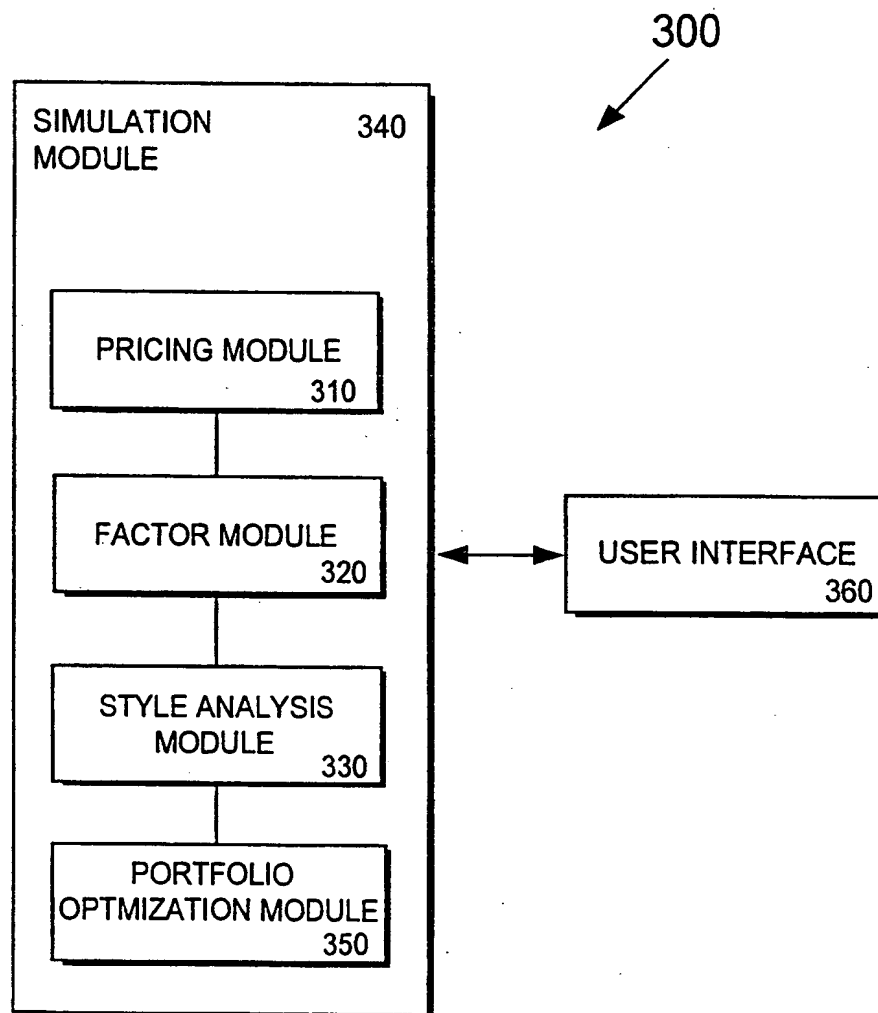 300
SIMULATION 340
MODULE
PRICING MODULE
310
FACTOR MODULE
320
STYLE ANALYSIS
MODULE
330
PORTFOLIO
OPTMIZATION MODULE
350
USER INTERFACE
360